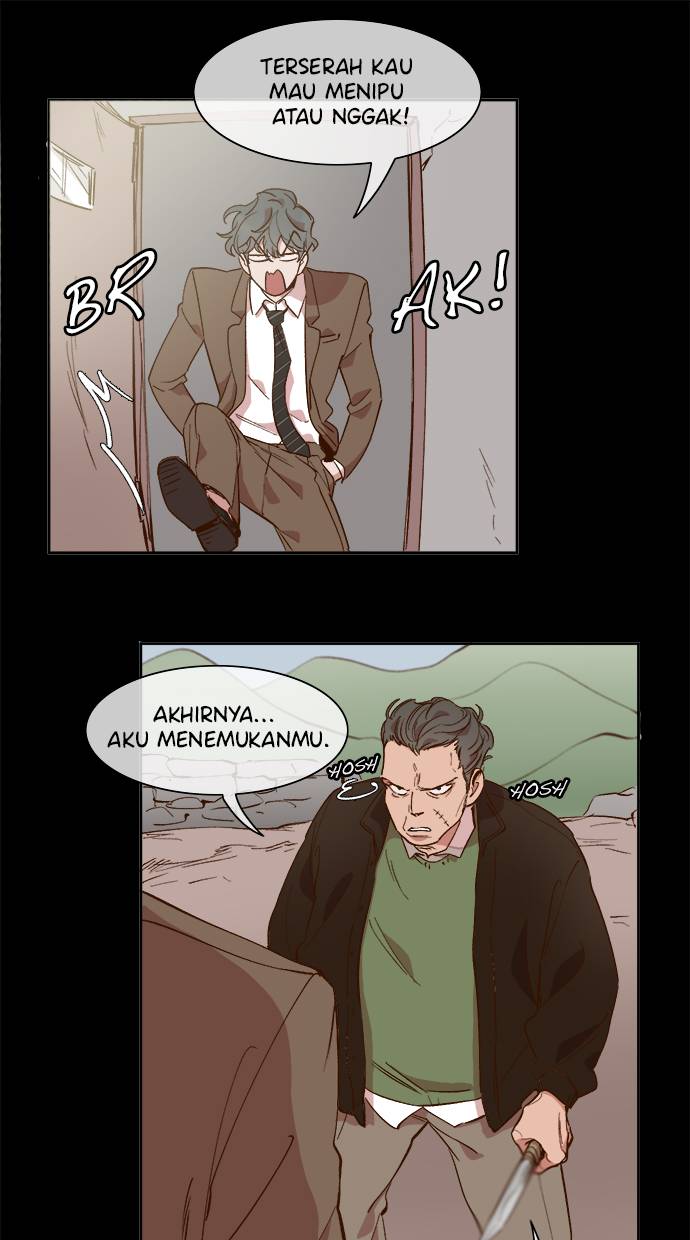 TERSERAH KAU
MAU MENIPU
ATAU NGGAK!
BR
AK!
AKHIRNYA...
AKU MENEMUKANMU.
HOSH
HOSH